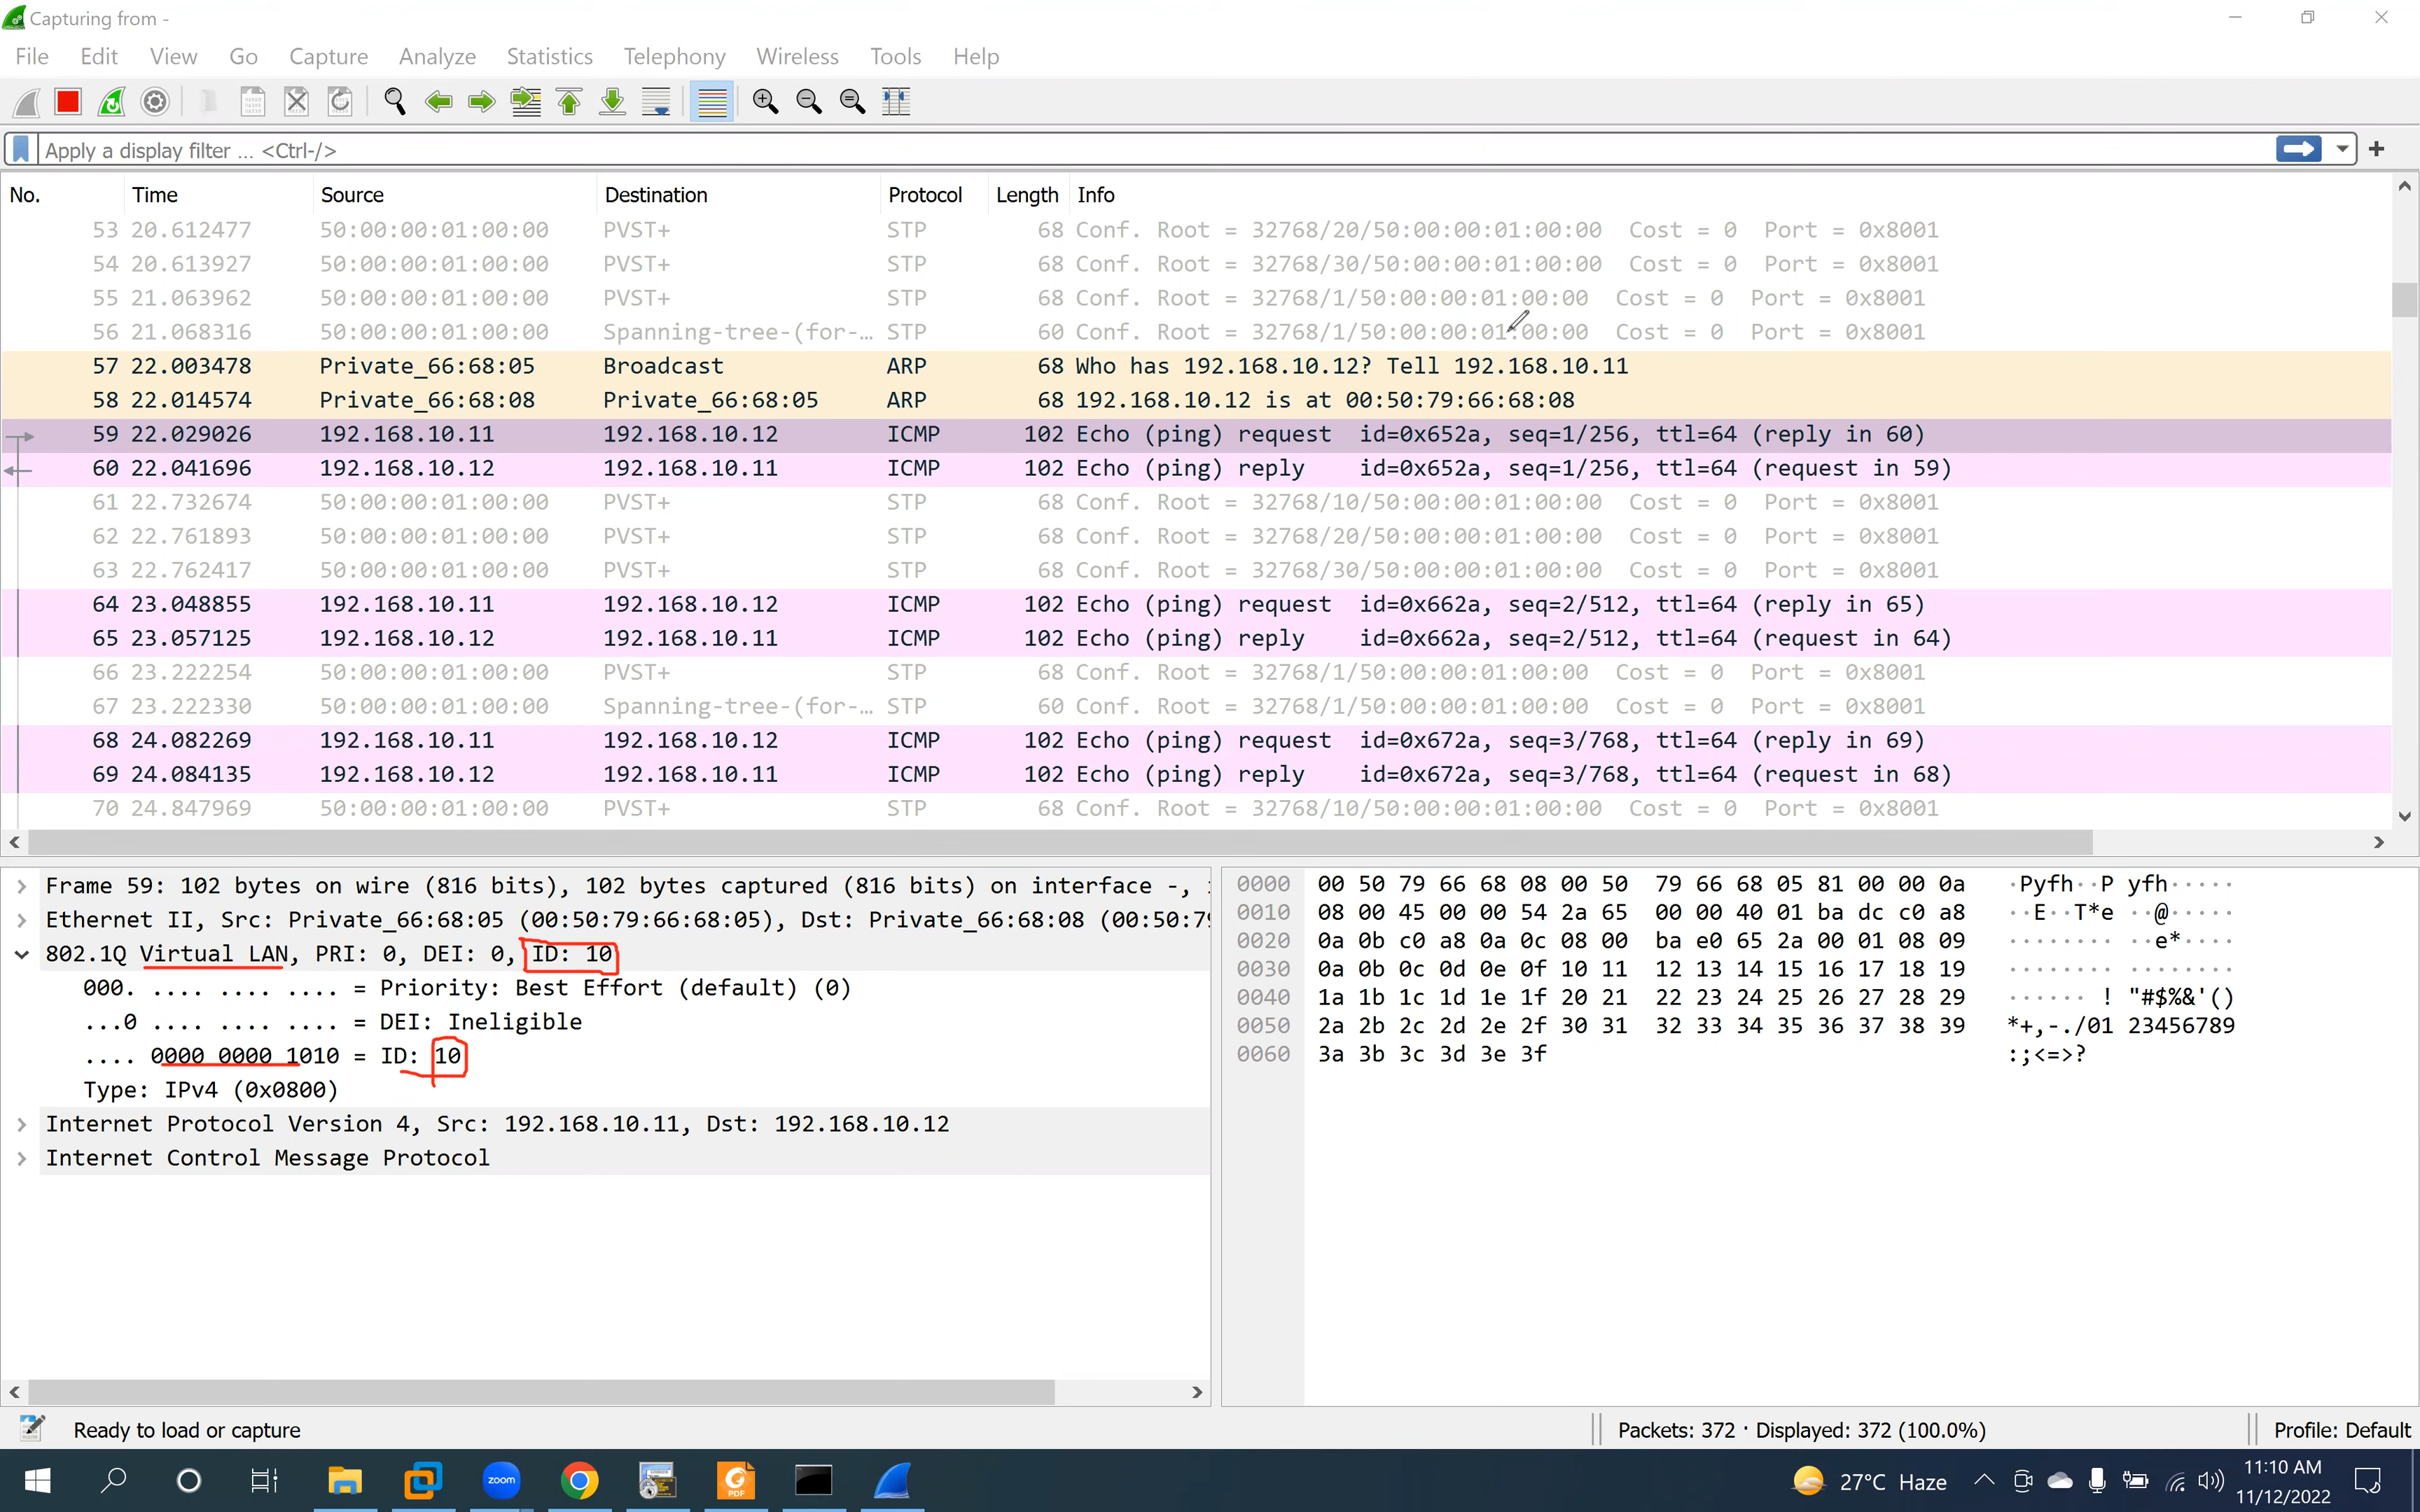 Capturing from -
File Edit View Go Capture Analyze Statistics Telephony Wireless Tools Help
Apply a display filter ... <Ctrl-/>
No. Time Source Destination Protocol Length Info
53 20.612477 50:00:00:01:00:00 PVST+ STP 68 Conf. Root = 32768/20/50:00:00:01:00:00 Cost = 0 Port = 0x8001
54 20.613927 50:00:00:01:00:00 PVST+ STP 68 Conf. Root = 32768/30/50:00:00:01:00:00 Cost = 0 Port = 0x8001
55 21.063962 50:00:00:01:00:00 PVST+ STP 68 Conf. Root = 32768/1/50:00:00:01:00:00 Cost = 0 Port = 0x8001
56 21.068316 50:00:00:01:00:00 Spanning-tree-(for-… STP 60 Conf. Root = 32768/1/50:00:00:01:00:00 Cost = 0 Port = 0x8001
57 22.003478 Private_66:68:05 Broadcast ARP 68 Who has 192.168.10.12? Tell 192.168.10.11
58 22.014574 Private_66:68:08 Private_66:68:05 ARP 68 192.168.10.12 is at 00:50:79:66:68:08
59 22.029026 192.168.10.11 192.168.10.12 ICMP 102 Echo (ping) request id=0x652a, seq=1/256, ttl=64 (reply in 60)
60 22.041696 192.168.10.12 192.168.10.11 ICMP 102 Echo (ping) reply id=0x652a, seq=1/256, ttl=64 (request in 59)
61 22.732674 50:00:00:01:00:00 PVST+ STP 68 Conf. Root = 32768/10/50:00:00:01:00:00 Cost = 0 Port = 0x8001
62 22.761893 50:00:00:01:00:00 PVST+ STP 68 Conf. Root = 32768/20/50:00:00:01:00:00 Cost = 0 Port = 0x8001
63 22.762417 50:00:00:01:00:00 PVST+ STP 68 Conf. Root = 32768/30/50:00:00:01:00:00 Cost = 0 Port = 0x8001
64 23.048855 192.168.10.11 192.168.10.12 ICMP 102 Echo (ping) request id=0x662a, seq=2/512, ttl=64 (reply in 65)
65 23.057125 192.168.10.12 192.168.10.11 ICMP 102 Echo (ping) reply id=0x662a, seq=2/512, ttl=64 (request in 64)
66 23.222254 50:00:00:01:00:00 PVST+ STP 68 Conf. Root = 32768/1/50:00:00:01:00:00 Cost = 0 Port = 0x8001
67 23.222330 50:00:00:01:00:00 Spanning-tree-(for-… STP 60 Conf. Root = 32768/1/50:00:00:01:00:00 Cost = 0 Port = 0x8001
68 24.082269 192.168.10.11 192.168.10.12 ICMP 102 Echo (ping) request id=0x672a, seq=3/768, ttl=64 (reply in 69)
69 24.084135 192.168.10.12 192.168.10.11 ICMP 102 Echo (ping) reply id=0x672a, seq=3/768, ttl=64 (request in 68)
70 24.847969 50:00:00:01:00:00 PVST+ STP 68 Conf. Root = 32768/10/50:00:00:01:00:00 Cost = 0 Port = 0x8001
Frame 59: 102 bytes on wire (816 bits), 102 bytes captured (816 bits) on interface -,
Ethernet II, Src: Private_66:68:05 (00:50:79:66:68:05), Dst: Private_66:68:08 (00:50:7
802.1Q Virtual LAN, PRI: 0, DEI: 0, ID: 10
000. .... .... .... = Priority: Best Effort (default) (0)
...0 .... .... .... = DEI: Ineligible
.... 0000 0000 1010 = ID: 10
Type: IPv4 (0x0800)
Internet Protocol Version 4, Src: 192.168.10.11, Dst: 192.168.10.12
Internet Control Message Protocol
0000 00 50 79 66 68 08 00 50 79 66 68 05 81 00 00 0a ·Pyfh··P yfh·····
0010 08 00 45 00 00 54 2a 65 00 00 40 01 ba dc c0 a8 ··E··T*e ··@·····
0020 0a 0b c0 a8 0a 0c 08 00 ba e0 65 2a 00 01 08 09 ········ ··e*····
0030 0a 0b 0c 0d 0e 0f 10 11 12 13 14 15 16 17 18 19 ········ ········
0040 1a 1b 1c 1d 1e 1f 20 21 22 23 24 25 26 27 28 29 ······ ! "#$%&'()
0050 2a 2b 2c 2d 2e 2f 30 31 32 33 34 35 36 37 38 39 *+,-./01 23456789
0060 3a 3b 3c 3d 3e 3f :;<=>?
Ready to load or capture Packets: 372 · Displayed: 372 (100.0%) Profile: Default
zoom PDF 27°C Haze 11:10 AM
11/12/2022